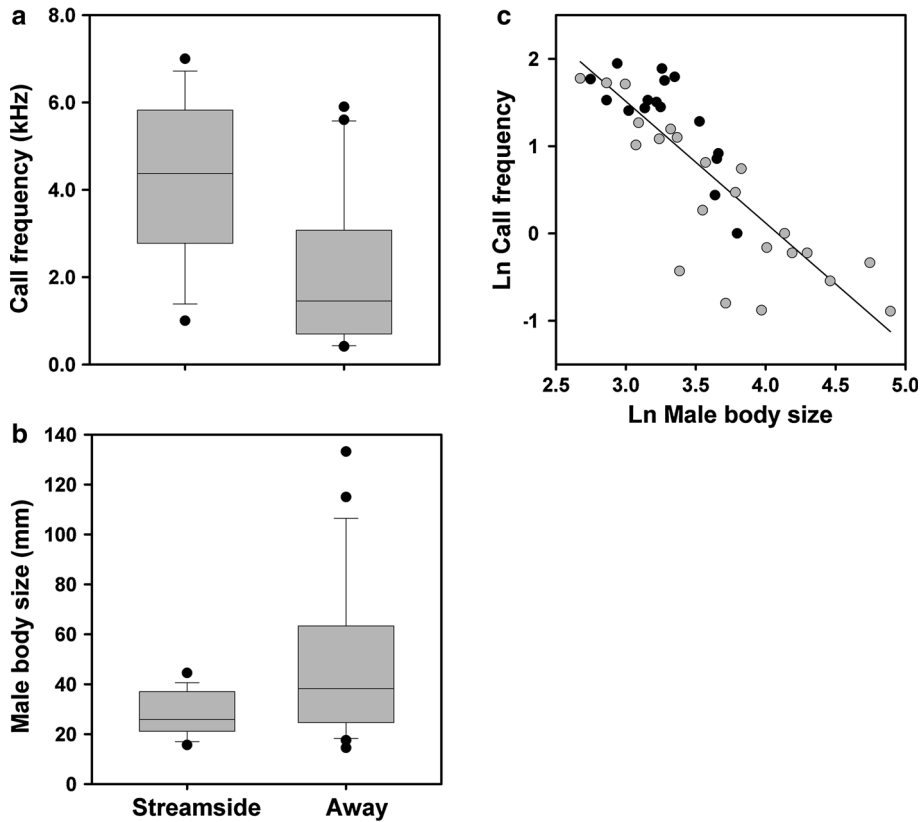 a
8.0
6.0
4.0
2.0
0.0
Call frequency (kHz)
b
140
120
100
80
60
40
20
0
Male body size (mm)
Streamside Away
c
2
1
0
-1
Ln Call frequency
2.5 3.0 3.5 4.0 4.5 5.0
Ln Male body size